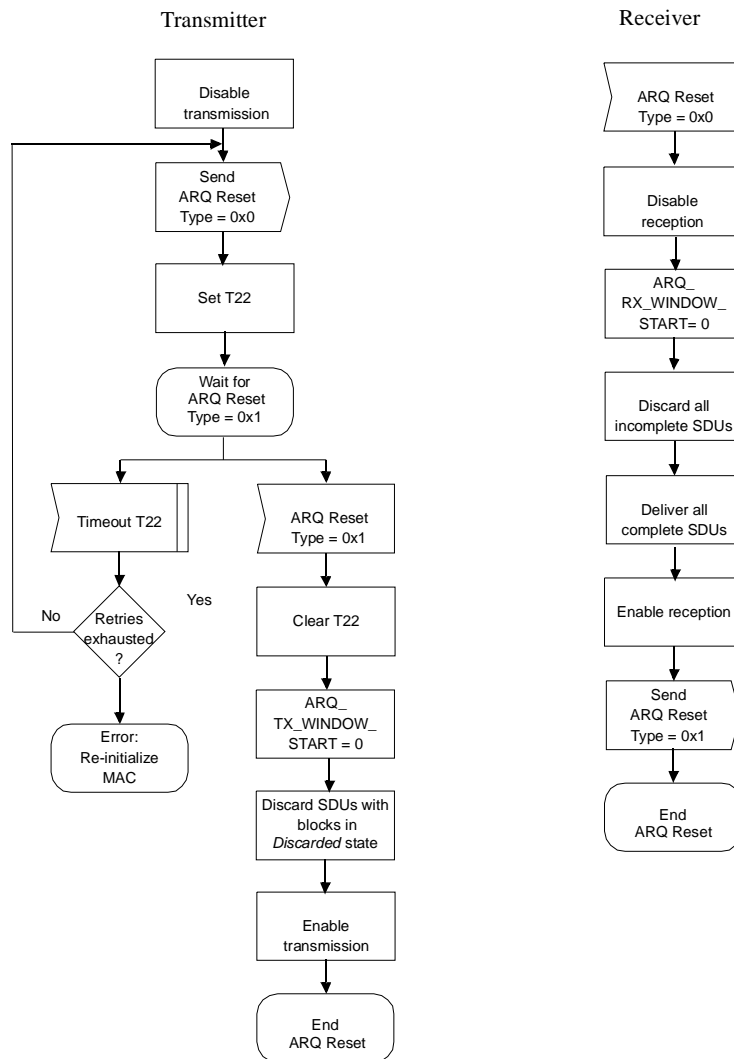 Transmitter
Disable
transmission
Send
ARQ Reset
Type = 0x0
Set T22
Wait for
ARQ Reset
Type = 0x1
Timeout T22
No
Retries
exhausted
?
Yes
Error:
Re-initialize
MAC
ARQ Reset
Type = 0x1
Clear T22
ARQ_
TX_WINDOW_
START = 0
Discard SDUs with
blocks in
Discarded state
Enable
transmission
End
ARQ Reset
Receiver
ARQ Reset
Type = 0x0
Disable
reception
ARQ_
RX_WINDOW_
START= 0
Discard all
incomplete SDUs
Deliver all
complete SDUs
Enable reception
Send
ARQ Reset
Type = 0x1
End
ARQ Reset